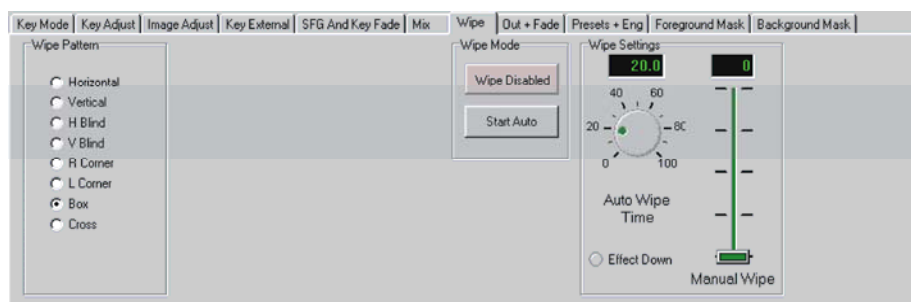 Key Mode Key Adjust Image Adjust Key External SFG And Key Fade Mix Wipe Out + Fade Presets + Eng Foreground Mask Background Mask
Wipe Pattern
Horizontal
Vertical
H Blind
V Blind
R Corner
L Corner
Box
Cross
Wipe Mode
Wipe Disabled
Start Auto
Wipe Settings
20.0 0
40 60
20 80
0 100
Auto Wipe
Time
Effect Down
Manual Wipe